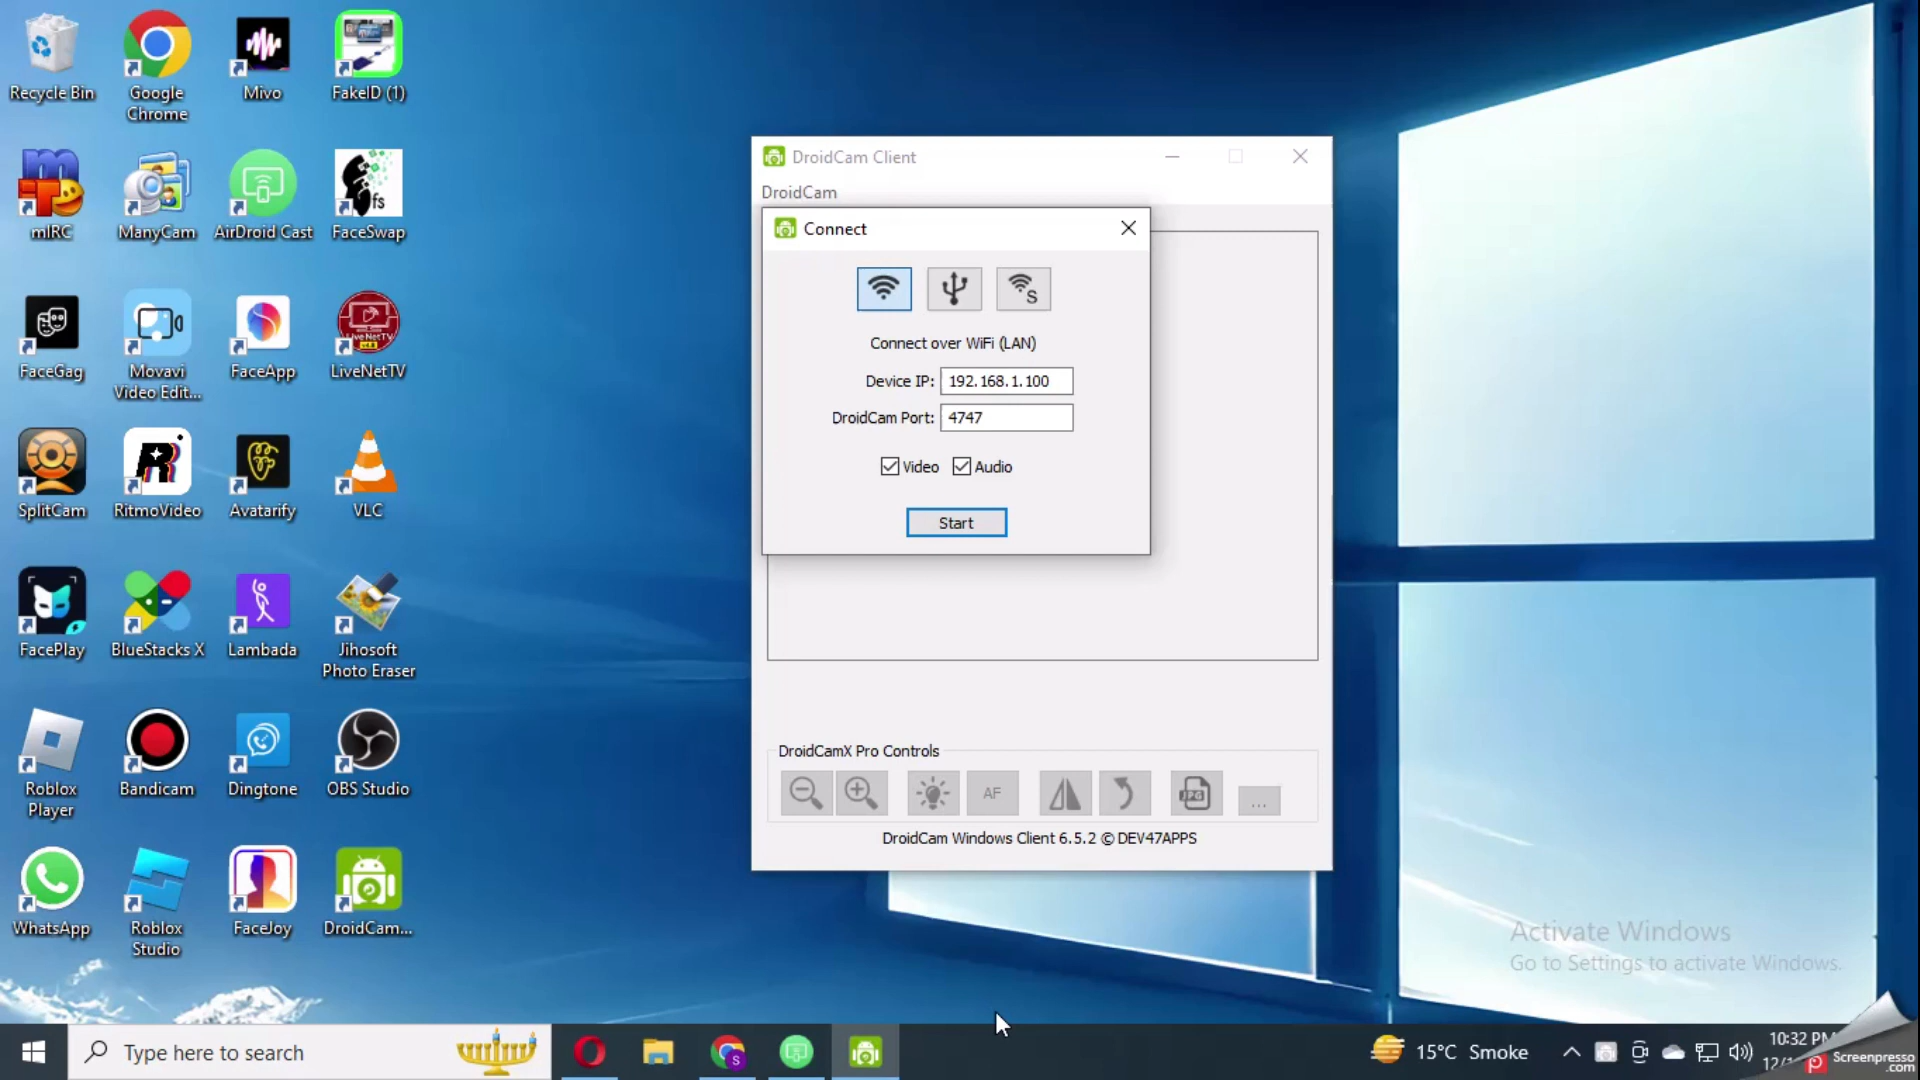 Recycle Bin
Google
Chrome
Mivo
FakeID (1)
mIRC
ManyCam
AirDroid Cast
FaceSwap
fs
FaceGag
Movavi
Video Edit...
FaceApp
LiveNetTV
SplitCam
RitmoVideo
Avatarify
VLC
FacePlay
BlueStacks X
Lambada
Jihosoft
Photo Eraser
Roblox
Player
Bandicam
Dingtone
OBS Studio
WhatsApp
Roblox
Studio
FaceJoy
DroidCam...
DroidCam Client
DroidCam
Connect
S
Connect over WiFi (LAN)
Device IP: 192.168.1.100
DroidCam Port: 4747
Video Audio
Start
DroidCamX Pro Controls
AF
JPG
...
DroidCam Windows Client 6.5.2 © DEV47APPS
Activate Windows
Go to Settings to activate Windows.
Type here to search
S
15°C Smoke
10:32 PM
Screenpresso
.com